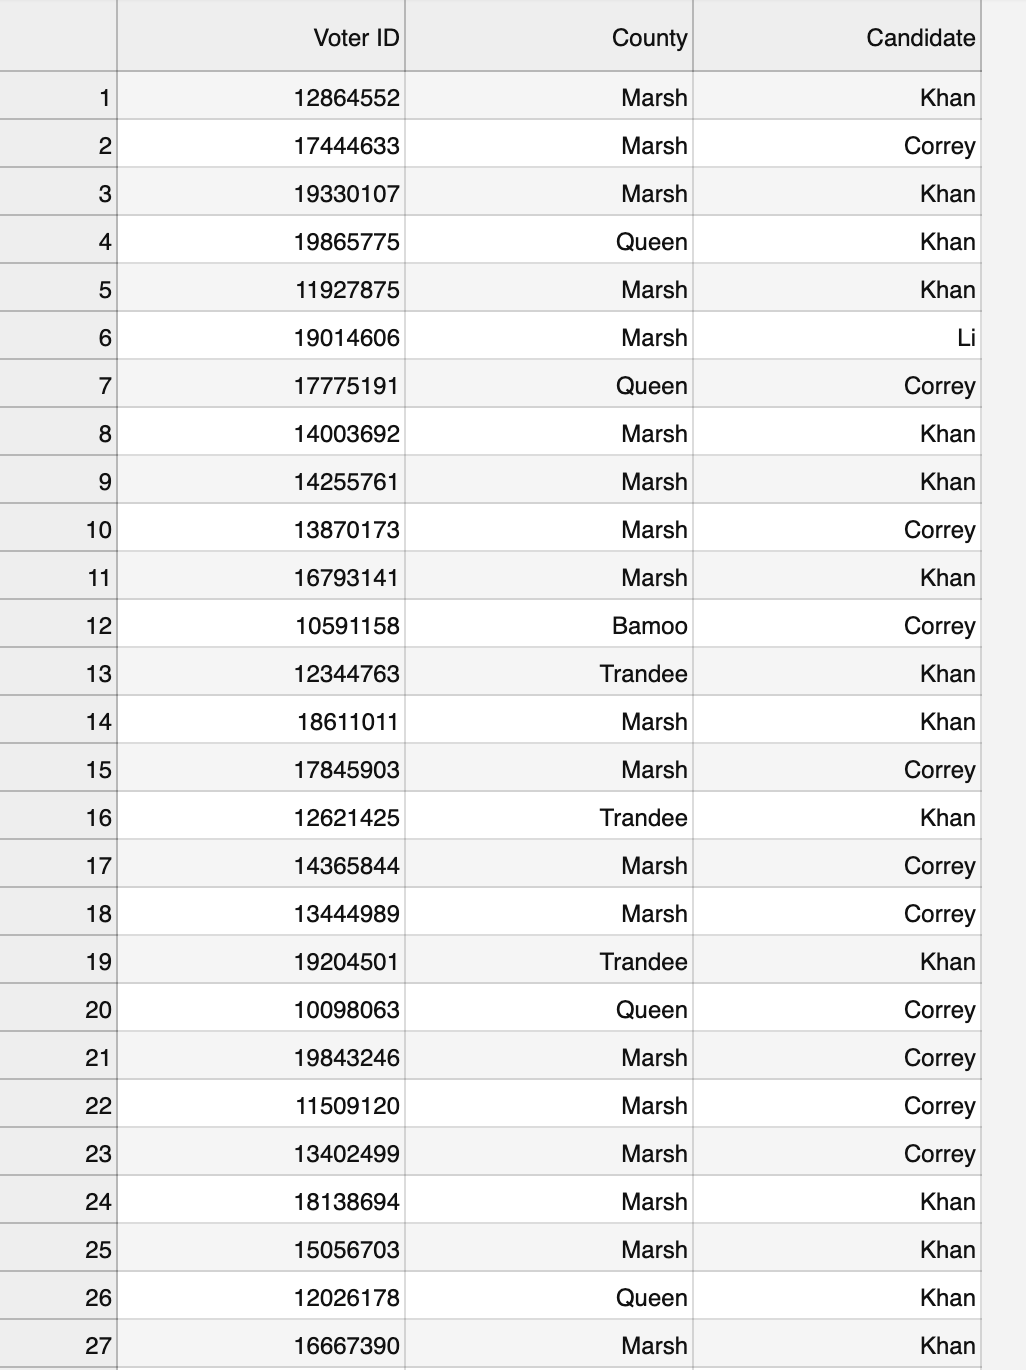 Voter ID County Candidate
1 12864552 Marsh Khan
2 17444633 Marsh Correy
3 19330107 Marsh Khan
4 19865775 Queen Khan
5 11927875 Marsh Khan
6 19014606 Marsh Li
7 17775191 Queen Correy
8 14003692 Marsh Khan
9 14255761 Marsh Khan
10 13870173 Marsh Correy
11 16793141 Marsh Khan
12 10591158 Bamoo Correy
13 12344763 Trandee Khan
14 18611011 Marsh Khan
15 17845903 Marsh Correy
16 12621425 Trandee Khan
17 14365844 Marsh Correy
18 13444989 Marsh Correy
19 19204501 Trandee Khan
20 10098063 Queen Correy
21 19843246 Marsh Correy
22 11509120 Marsh Correy
23 13402499 Marsh Correy
24 18138694 Marsh Khan
25 15056703 Marsh Khan
26 12026178 Queen Khan
27 16667390 Marsh Khan